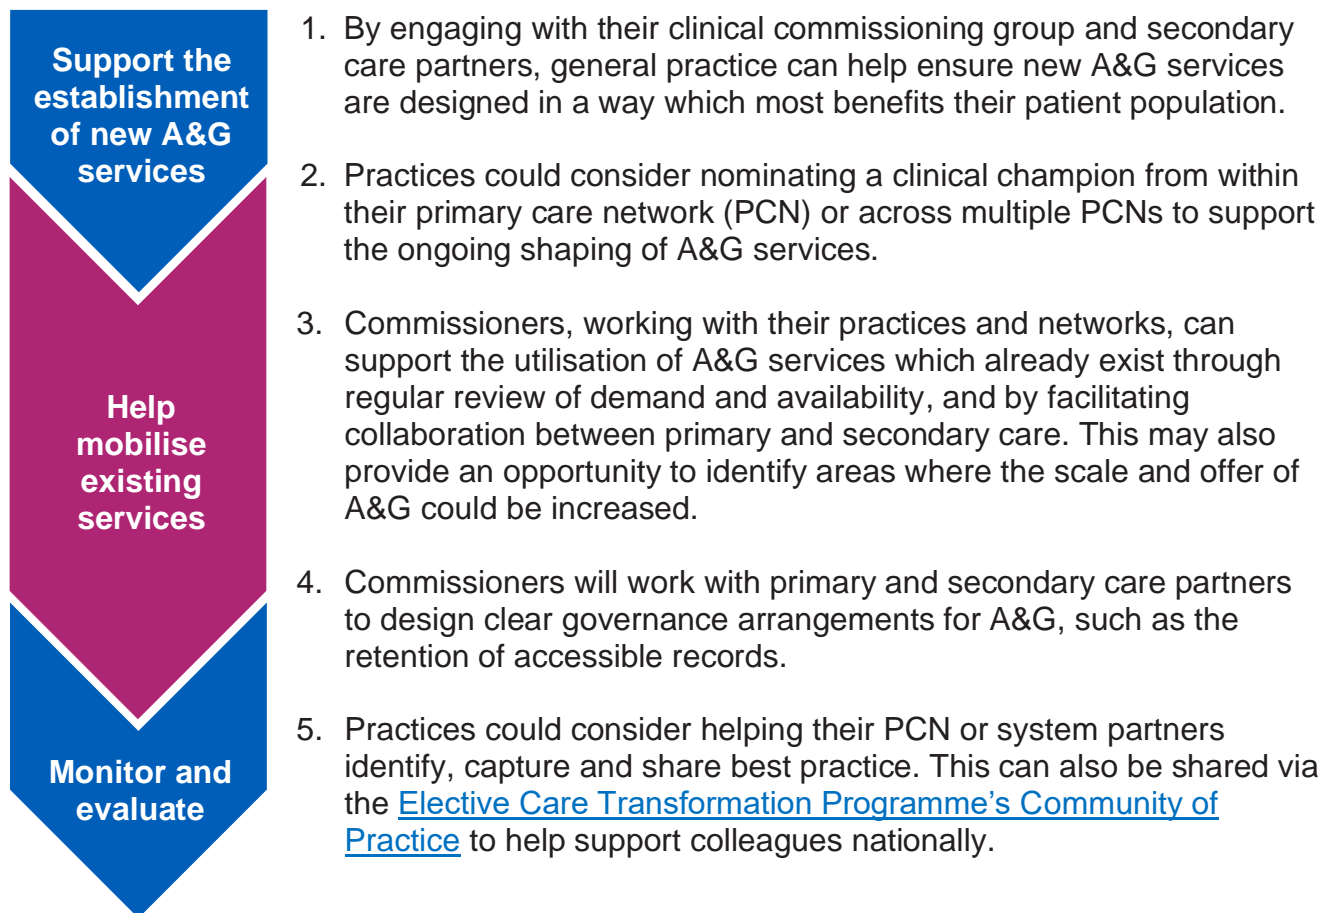 Support the
establishment
of new A&G
services
1. By engaging with their clinical commissioning group and secondary
care partners, general practice can help ensure new A&G services
are designed in a way which most benefits their patient population.
2. Practices could consider nominating a clinical champion from within
their primary care network (PCN) or across multiple PCNs to support
the ongoing shaping of A&G services.
Help
mobilise
existing
services
3. Commissioners, working with their practices and networks, can
support the utilisation of A&G services which already exist through
regular review of demand and availability, and by facilitating
collaboration between primary and secondary care. This may also
provide an opportunity to identify areas where the scale and offer of
A&G could be increased.
4. Commissioners will work with primary and secondary care partners
to design clear governance arrangements for A&G, such as the
retention of accessible records.
Monitor and
evaluate
5. Practices could consider helping their PCN or system partners
identify, capture and share best practice. This can also be shared via
the Elective Care Transformation Programme’s Community of
Practice to help support colleagues nationally.